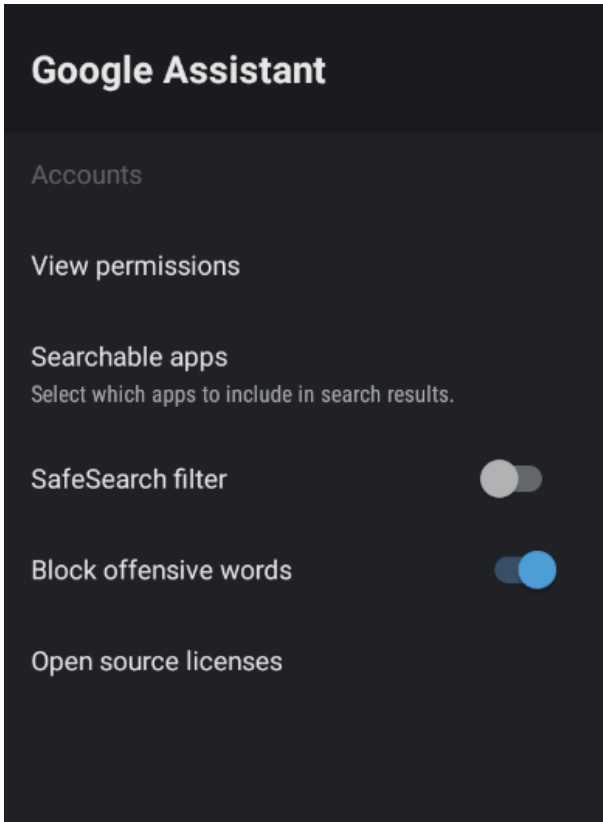 Google Assistant
Accounts
View permissions
Searchable apps
Select which apps to include in search results.
SafeSearch filter
Block offensive words
Open source licenses